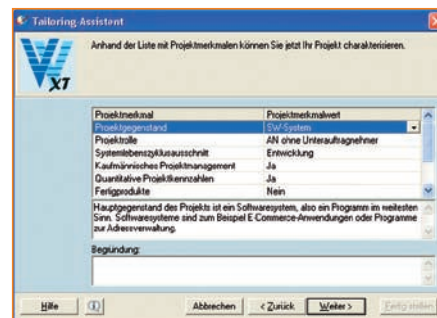 Tailoring Assistent
Anhand der Liste mit Projektmerkmalen können Sie jetzt Ihr Projekt charakterisieren.
V XT
Projektmerkmal Projektmerkmalwert
Projektgegenstand SW-System
Projektrolle AN ohne Unterauftragnehmer
Systemlebenszyklusausschnitt Entwicklung
Kaufmännisches Projektmanagement Ja
Quantitative Projektkennzahlen Ja
Fertigprodukte Nein
Hauptgegenstand des Projekts ist ein Softwaresystem, also ein Programm im weitesten
Sinn. Softwaresysteme sind zum Beispiel E-Commerce-Anwendungen oder Programme
zur Adressverwaltung.
Begründung:
Hilfe Abbrechen < Zurück Weiter > Fertig stellen